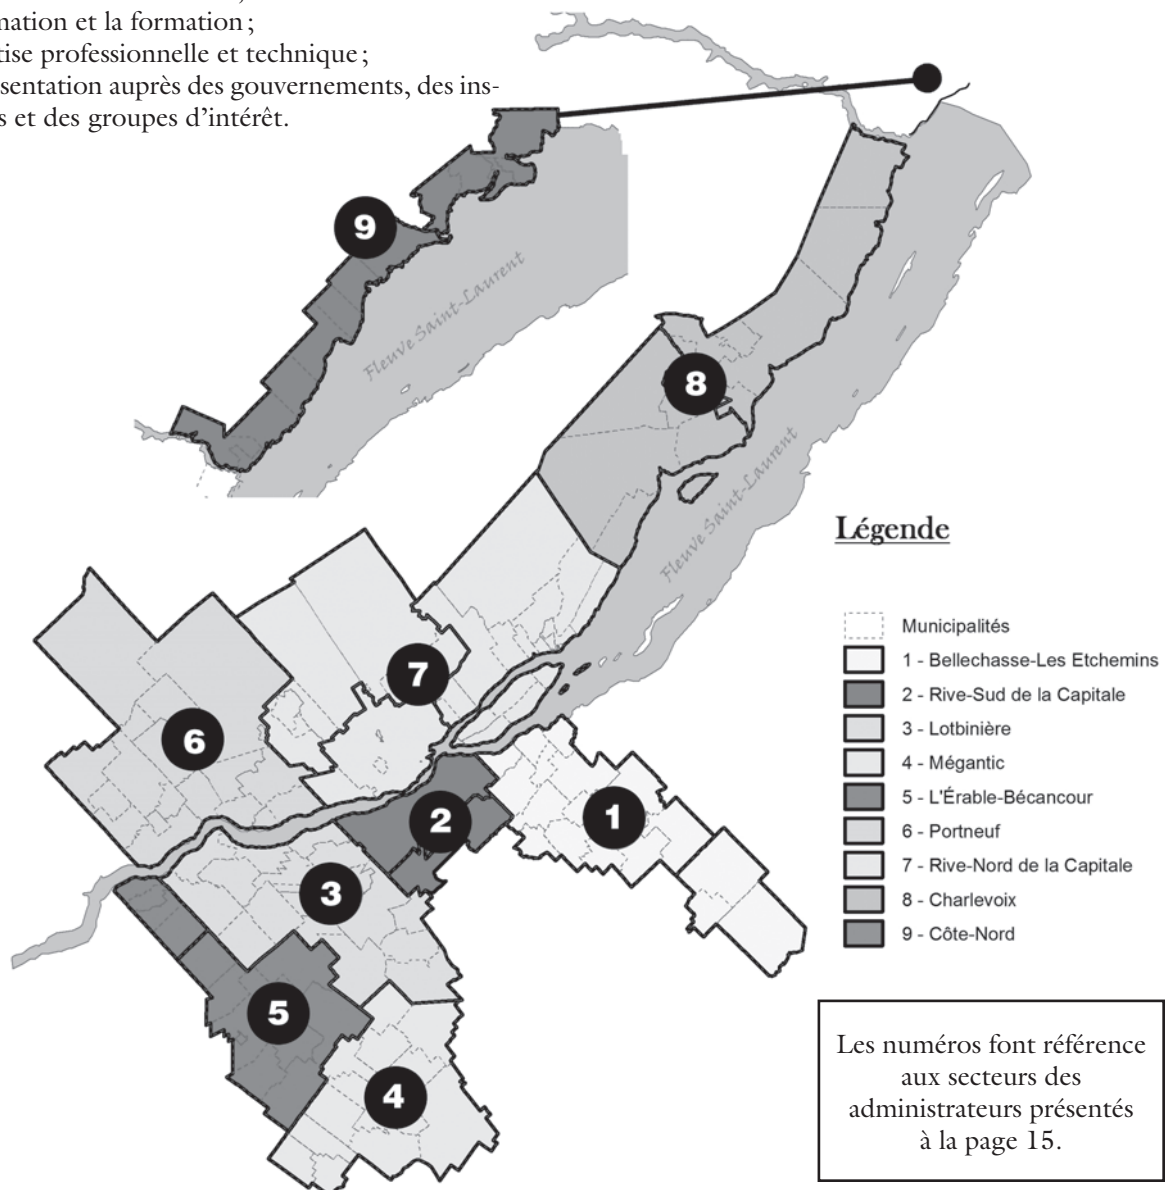 mation et la formation ;
tise professionnelle et technique ;
sentation auprès des gouvernements, des ins-
s et des groupes d'intérêt.
9
Fleuve Saint-Laurent
8
Fleuve Saint-Laurent
7
6
2
1
3
5
4
Légende
Municipalités
1 - Bellechasse-Les Etchemins
2 - Rive-Sud de la Capitale
3 - Lotbinière
4 - Mégantic
5 - L'Érable-Bécancour
6 - Portneuf
7 - Rive-Nord de la Capitale
8 - Charlevoix
9 - Côte-Nord
Les numéros font référence
aux secteurs des
administrateurs présentés
à la page 15.